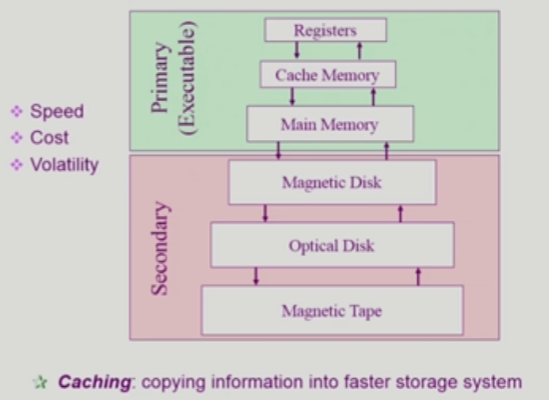 Speed
Cost
Volatility
Primary
(Executable)
Registers
Cache Memory
Main Memory
Secondary
Magnetic Disk
Optical Disk
Magnetic Tape
Caching: copying information into faster storage system